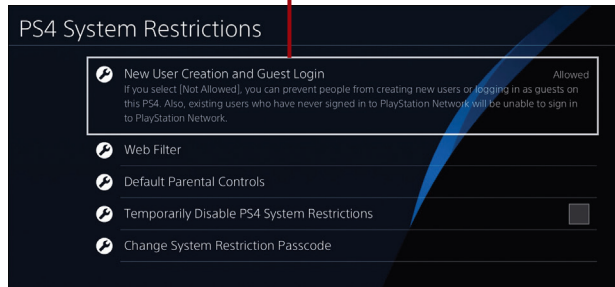 PS4 System Restrictions
New User Creation and Guest Login Allowed
If you select [Not Allowed], you can prevent people from creating new users or logging in as guests on
this PS4. Also, existing users who have never signed in to PlayStation Network will be unable to sign in
to PlayStation Network.
Web Filter
Default Parental Controls
Temporarily Disable PS4 System Restrictions
Change System Restriction Passcode